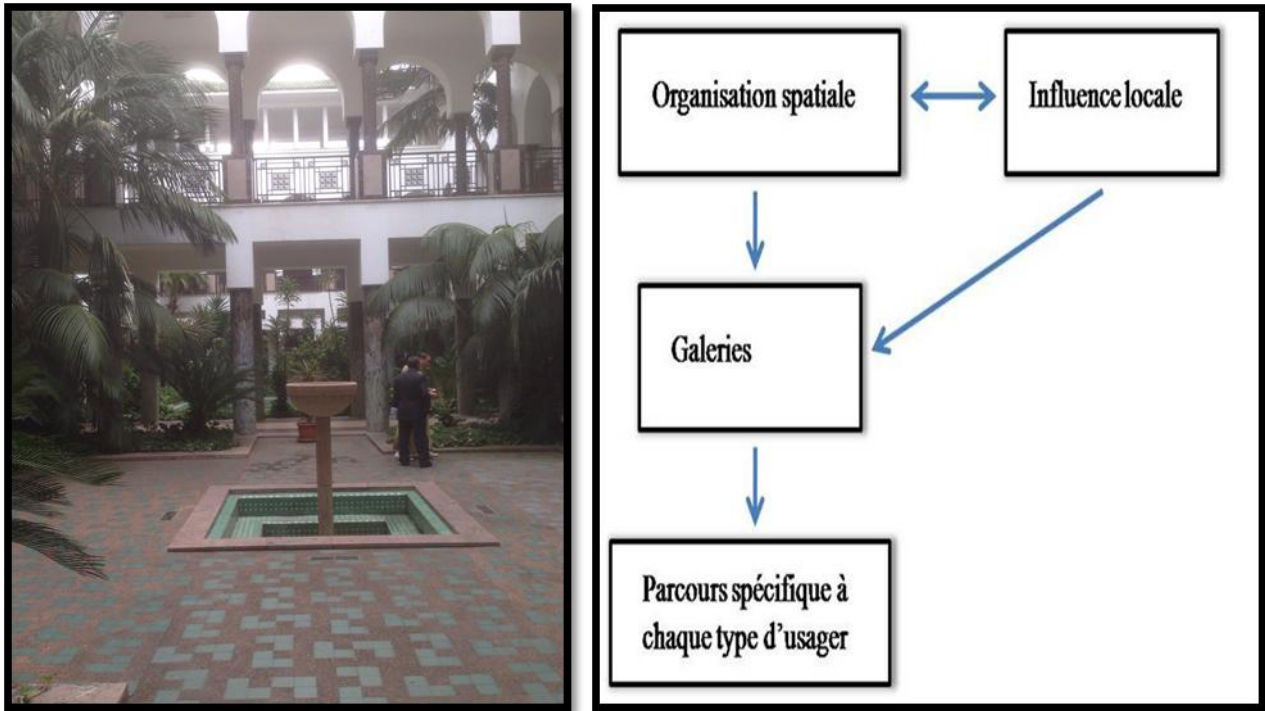 Organisation spatiale
Influence locale
Galeries
Parcours spécifique à
chaque type d'usager